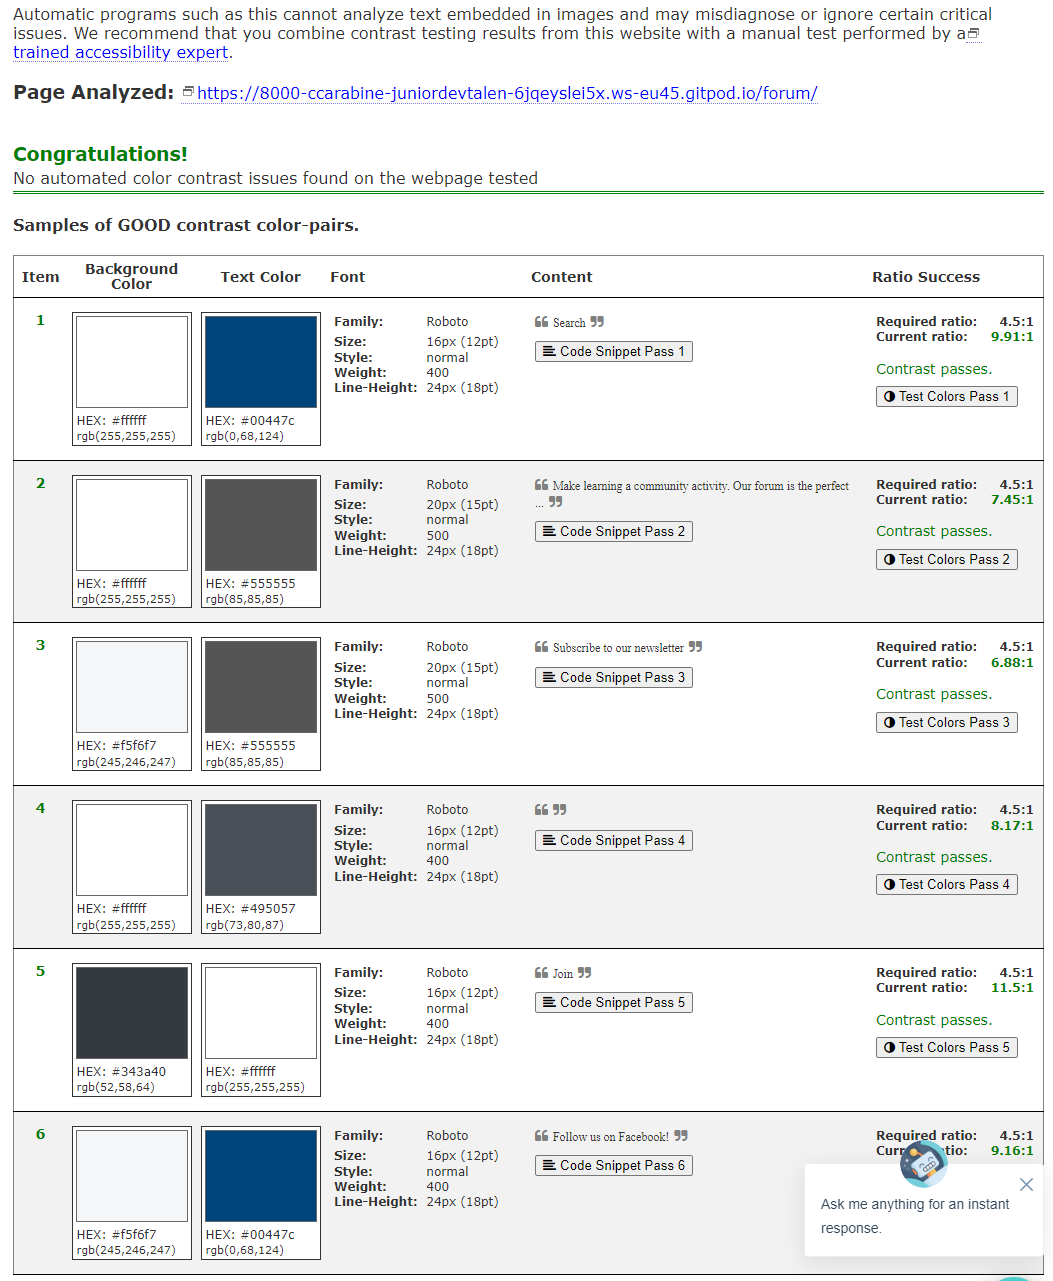 Automatic programs such as this cannot analyze text embedded in images and may misdiagnose or ignore certain critical
issues. We recommend that you combine contrast testing results from this website with a manual test performed by a
trained accessibility expert.
Page Analyzed: https://8000-ccarabine-juniordevtalen-6jqeyslei5x.ws-eu45.gitpod.io/forum/
Congratulations!
No automated color contrast issues found on the webpage tested
Samples of GOOD contrast color-pairs.
Item Background Color Text Color Font Content Ratio Success
1
HEX: #ffffff
rgb(255,255,255)
HEX: #00447c
rgb(0,68,124)
Family: Roboto
Size: 16px (12pt)
Style: normal
Weight: 400
Line-Height: 24px (18pt)
❝ Search ❞
Code Snippet Pass 1
Required ratio: 4.5:1
Current ratio: 9.91:1
Contrast passes.
Test Colors Pass 1
2
HEX: #ffffff
rgb(255,255,255)
HEX: #555555
rgb(85,85,85)
Family: Roboto
Size: 20px (15pt)
Style: normal
Weight: 500
Line-Height: 24px (18pt)
❝ Make learning a community activity. Our forum is the perfect
... ❞
Code Snippet Pass 2
Required ratio: 4.5:1
Current ratio: 7.45:1
Contrast passes.
Test Colors Pass 2
3
HEX: #f5f6f7
rgb(245,246,247)
HEX: #555555
rgb(85,85,85)
Family: Roboto
Size: 20px (15pt)
Style: normal
Weight: 500
Line-Height: 24px (18pt)
❝ Subscribe to our newsletter ❞
Code Snippet Pass 3
Required ratio: 4.5:1
Current ratio: 6.88:1
Contrast passes.
Test Colors Pass 3
4
HEX: #ffffff
rgb(255,255,255)
HEX: #495057
rgb(73,80,87)
Family: Roboto
Size: 16px (12pt)
Style: normal
Weight: 400
Line-Height: 24px (18pt)
❝ ❞
Code Snippet Pass 4
Required ratio: 4.5:1
Current ratio: 8.17:1
Contrast passes.
Test Colors Pass 4
5
HEX: #343a40
rgb(52,58,64)
HEX: #ffffff
rgb(255,255,255)
Family: Roboto
Size: 16px (12pt)
Style: normal
Weight: 400
Line-Height: 24px (18pt)
❝ Join ❞
Code Snippet Pass 5
Required ratio: 4.5:1
Current ratio: 11.5:1
Contrast passes.
Test Colors Pass 5
6
HEX: #f5f6f7
rgb(245,246,247)
HEX: #00447c
rgb(0,68,124)
Family: Roboto
Size: 16px (12pt)
Style: normal
Weight: 400
Line-Height: 24px (18pt)
❝ Follow us on Facebook! ❞
Code Snippet Pass 6
Required ratio: 4.5:1
9.16:1
Ask me anything for an instant
response.